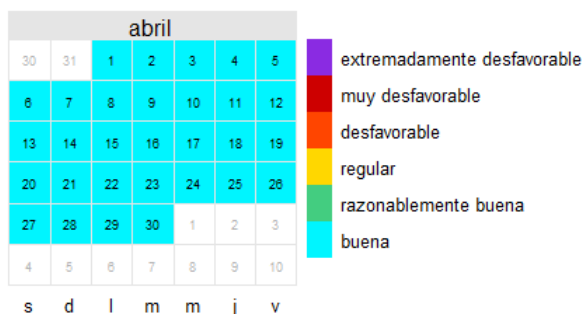 abril
30 31 1 2 3 4 5
6 7 8 9 10 11 12
13 14 15 16 17 18 19
20 21 22 23 24 25 26
27 28 29 30 1 2 3
4 5 6 7 8 9 10
s d l m m j v
extremadamente desfavorable
muy desfavorable
desfavorable
regular
razonablemente buena
buena